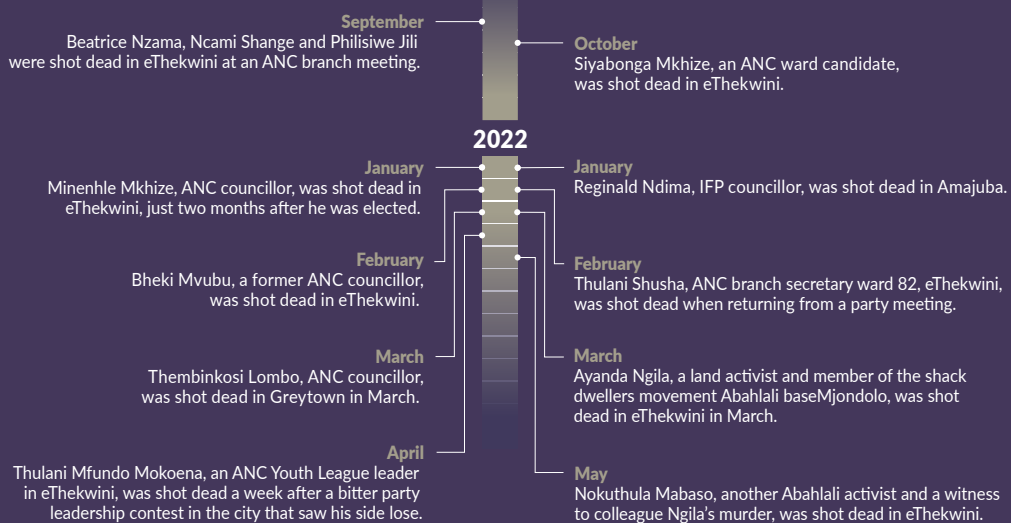 September
Beatrice Nzama, Ncami Shange and Philisiwe Jili
were shot dead in eThekwini at an ANC branch meeting.
October
Siyabonga Mkhize, an ANC ward candidate,
was shot dead in eThekwini.
2022
January
Minenhle Mkhize, ANC councillor, was shot dead in
eThekwini, just two months after he was elected.
January
Reginald Ndima, IFP councillor, was shot dead in Amajuba.
February
Bheki Mvubu, a former ANC councillor,
was shot dead in eThekwini.
February
Thulani Shusha, ANC branch secretary ward 82, eThekwini,
was shot dead when returning from a party meeting.
March
Thembinkosi Lombo, ANC councillor,
was shot dead in Greytown in March.
March
Ayanda Ngila, a land activist and member of the shack
dwellers movement Abahlali baseMjondolo, was shot
dead in eThekwini in March.
April
Thulani Mfundo Mokoena, an ANC Youth League leader
in eThekwini, was shot dead a week after a bitter party
leadership contest in the city that saw his side lose.
May
Nokuthula Mabaso, another Abahlali activist and a witness
to colleague Ngila's murder, was shot dead in eThekwini.